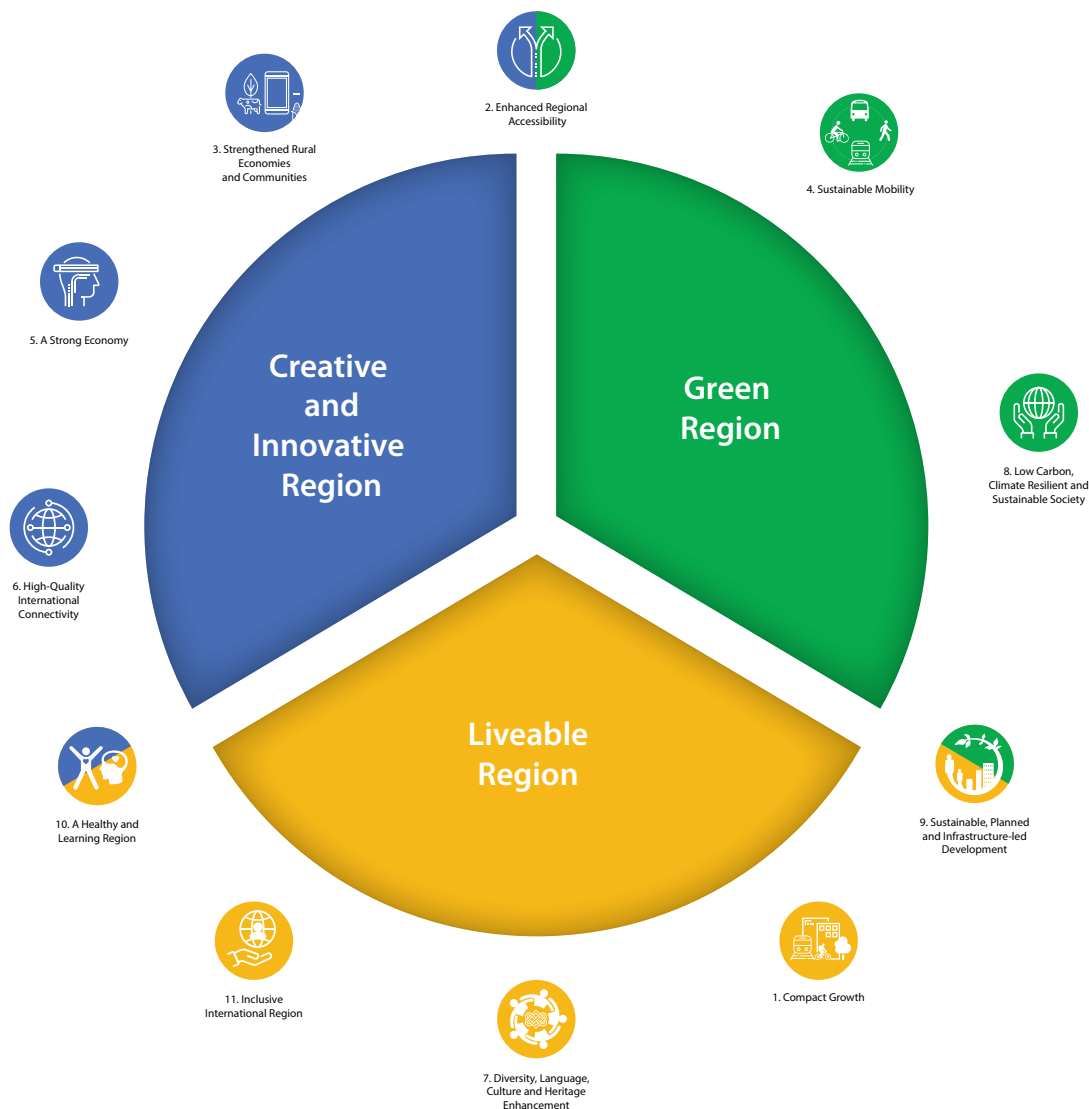 2. Enhanced Regional
Accessibility
3. Strengthened Rural
Economies
and Communities
4. Sustainable Mobility
5. A Strong Economy
Creative
and
Innovative
Region
Green
Region
8. Low Carbon,
Climate Resilient and
Sustainable Society
6. High-Quality
International
Connectivity
Liveable
Region
10. A Healthy and
Learning Region
9. Sustainable, Planned
and Infrastructure-led
Development
11. Inclusive
International Region
1. Compact Growth
7. Diversity, Language,
Culture and Heritage
Enhancement